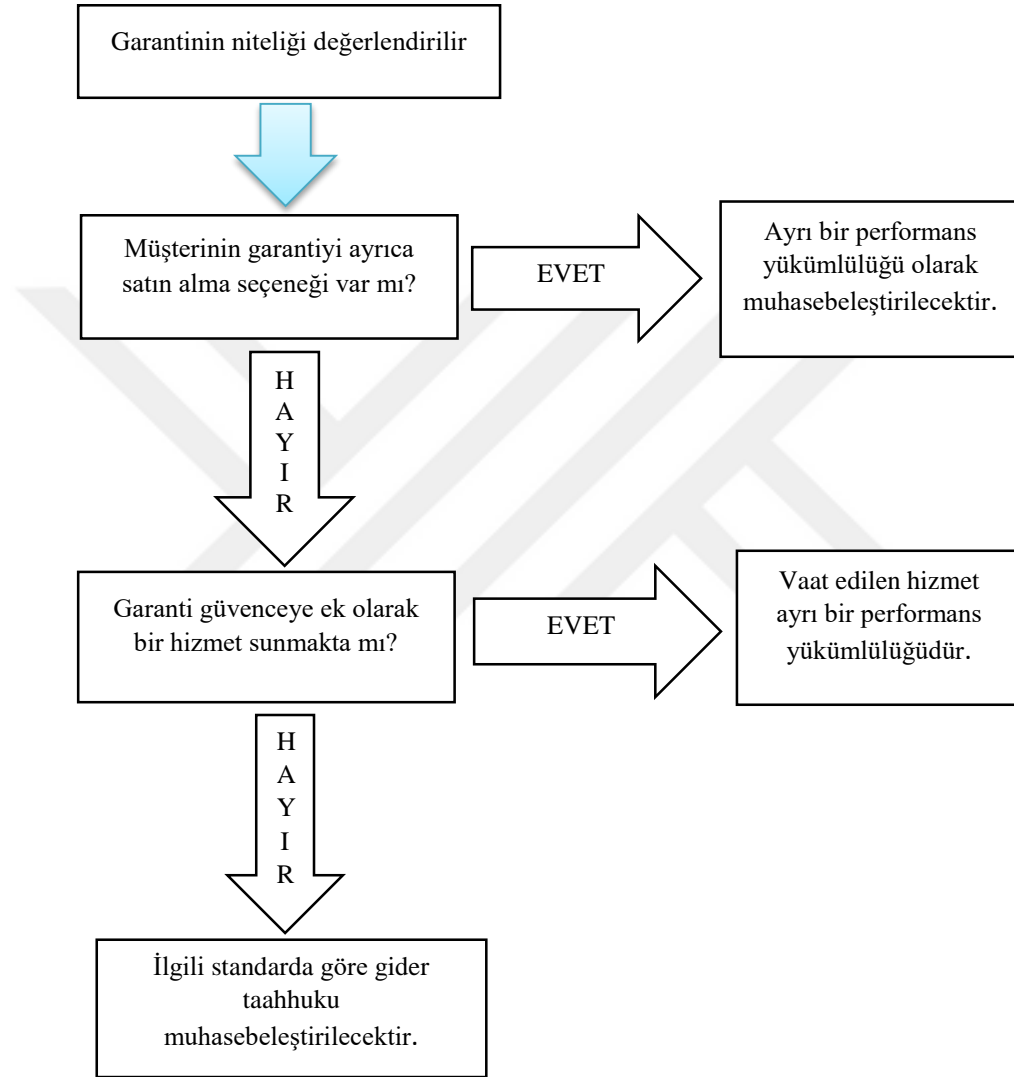 Garantinin niteliği değerlendirilir
Müşterinin garantiyi ayrıca
satın alma seçeneği var mı?
EVET
Ayrı bir performans
yükümlülüğü olarak
muhasebeleştirilecektir.
H
A
Y
I
R
Garanti güvenceye ek olarak
bir hizmet sunmakta mı?
EVET
Vaat edilen hizmet
ayrı bir performans
yükümlülüğüdür.
H
A
Y
I
R
İlgili standarda göre gider
taahhuku
muhasebeleştirilecektir.